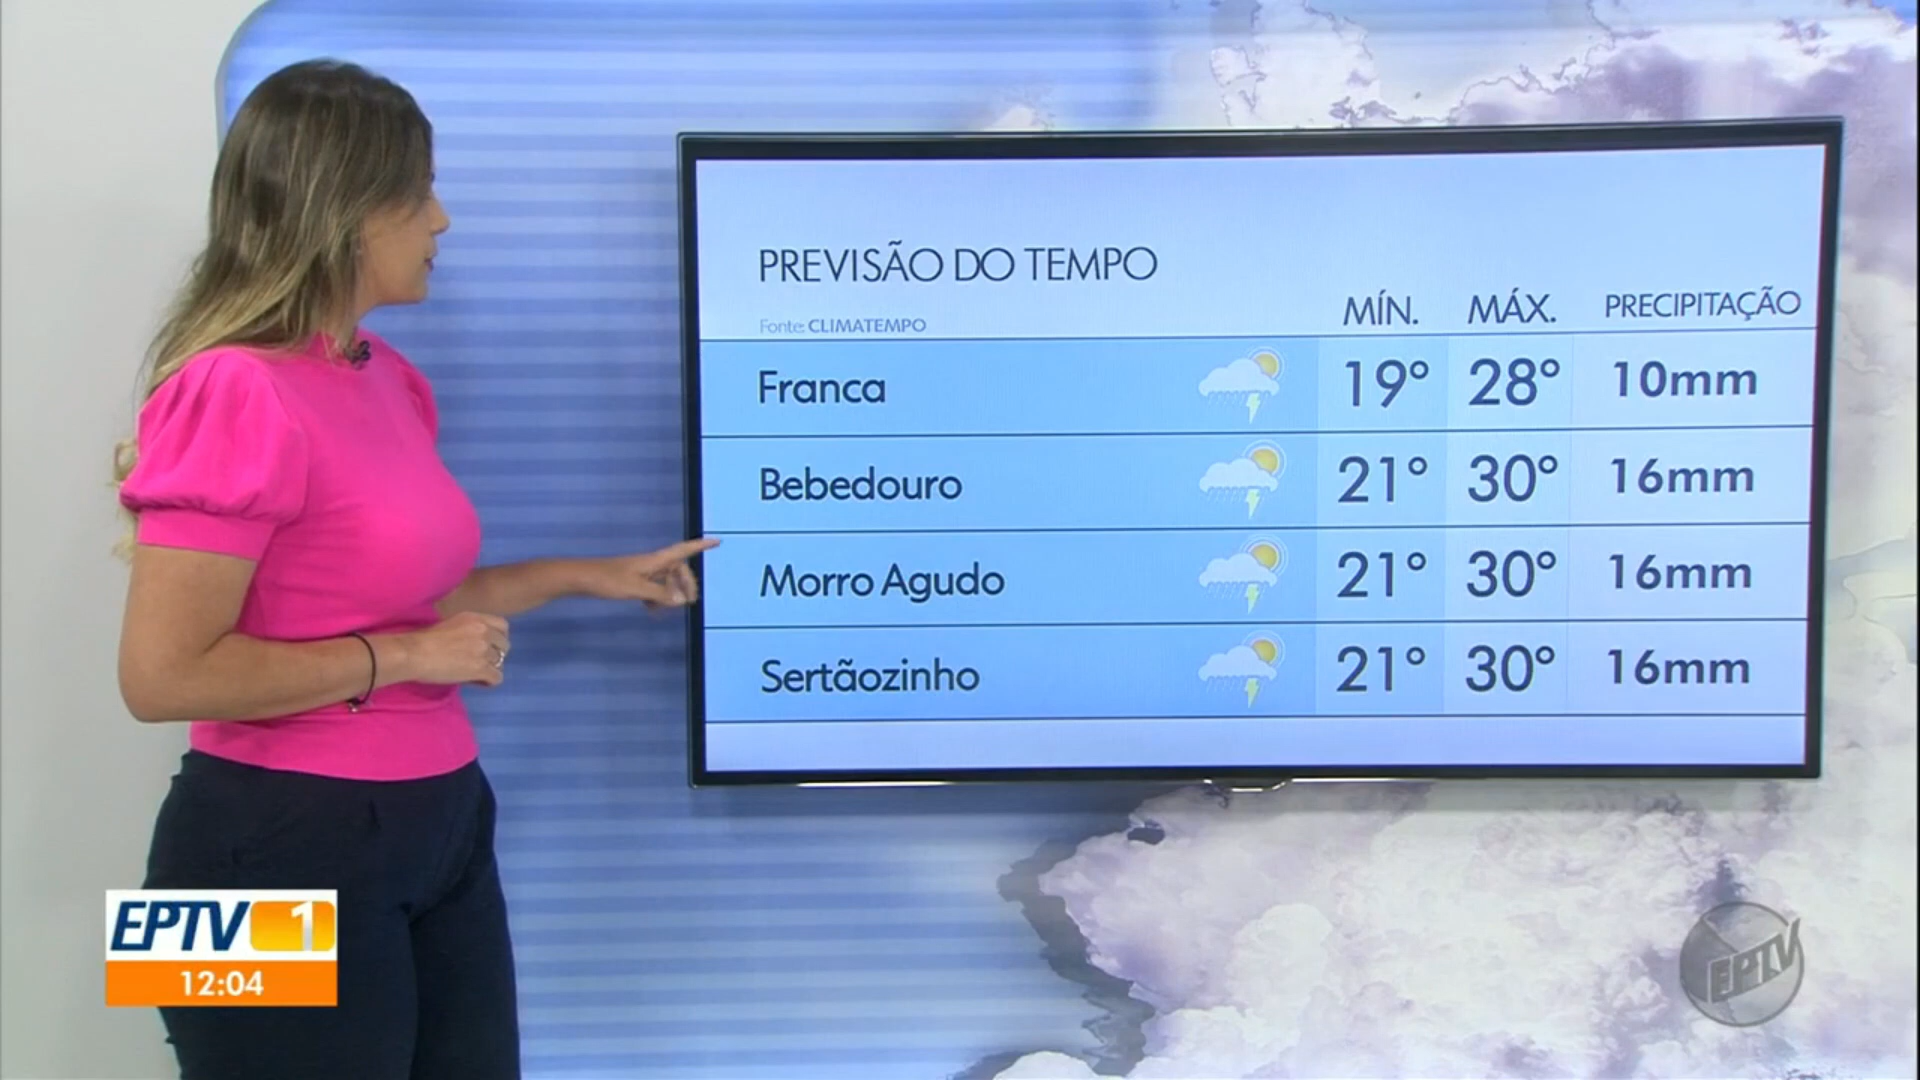 PREVISÃO DO TEMPO
Fonte: CLIMATEMPO
MÍN. MÁX. PRECIPITAÇÃO
Franca 19° 28° 10mm
Bebedouro 21° 30° 16mm
Morro Agudo 21° 30° 16mm
Sertãozinho 21° 30° 16mm
EPTV 1
12:04
EPTV